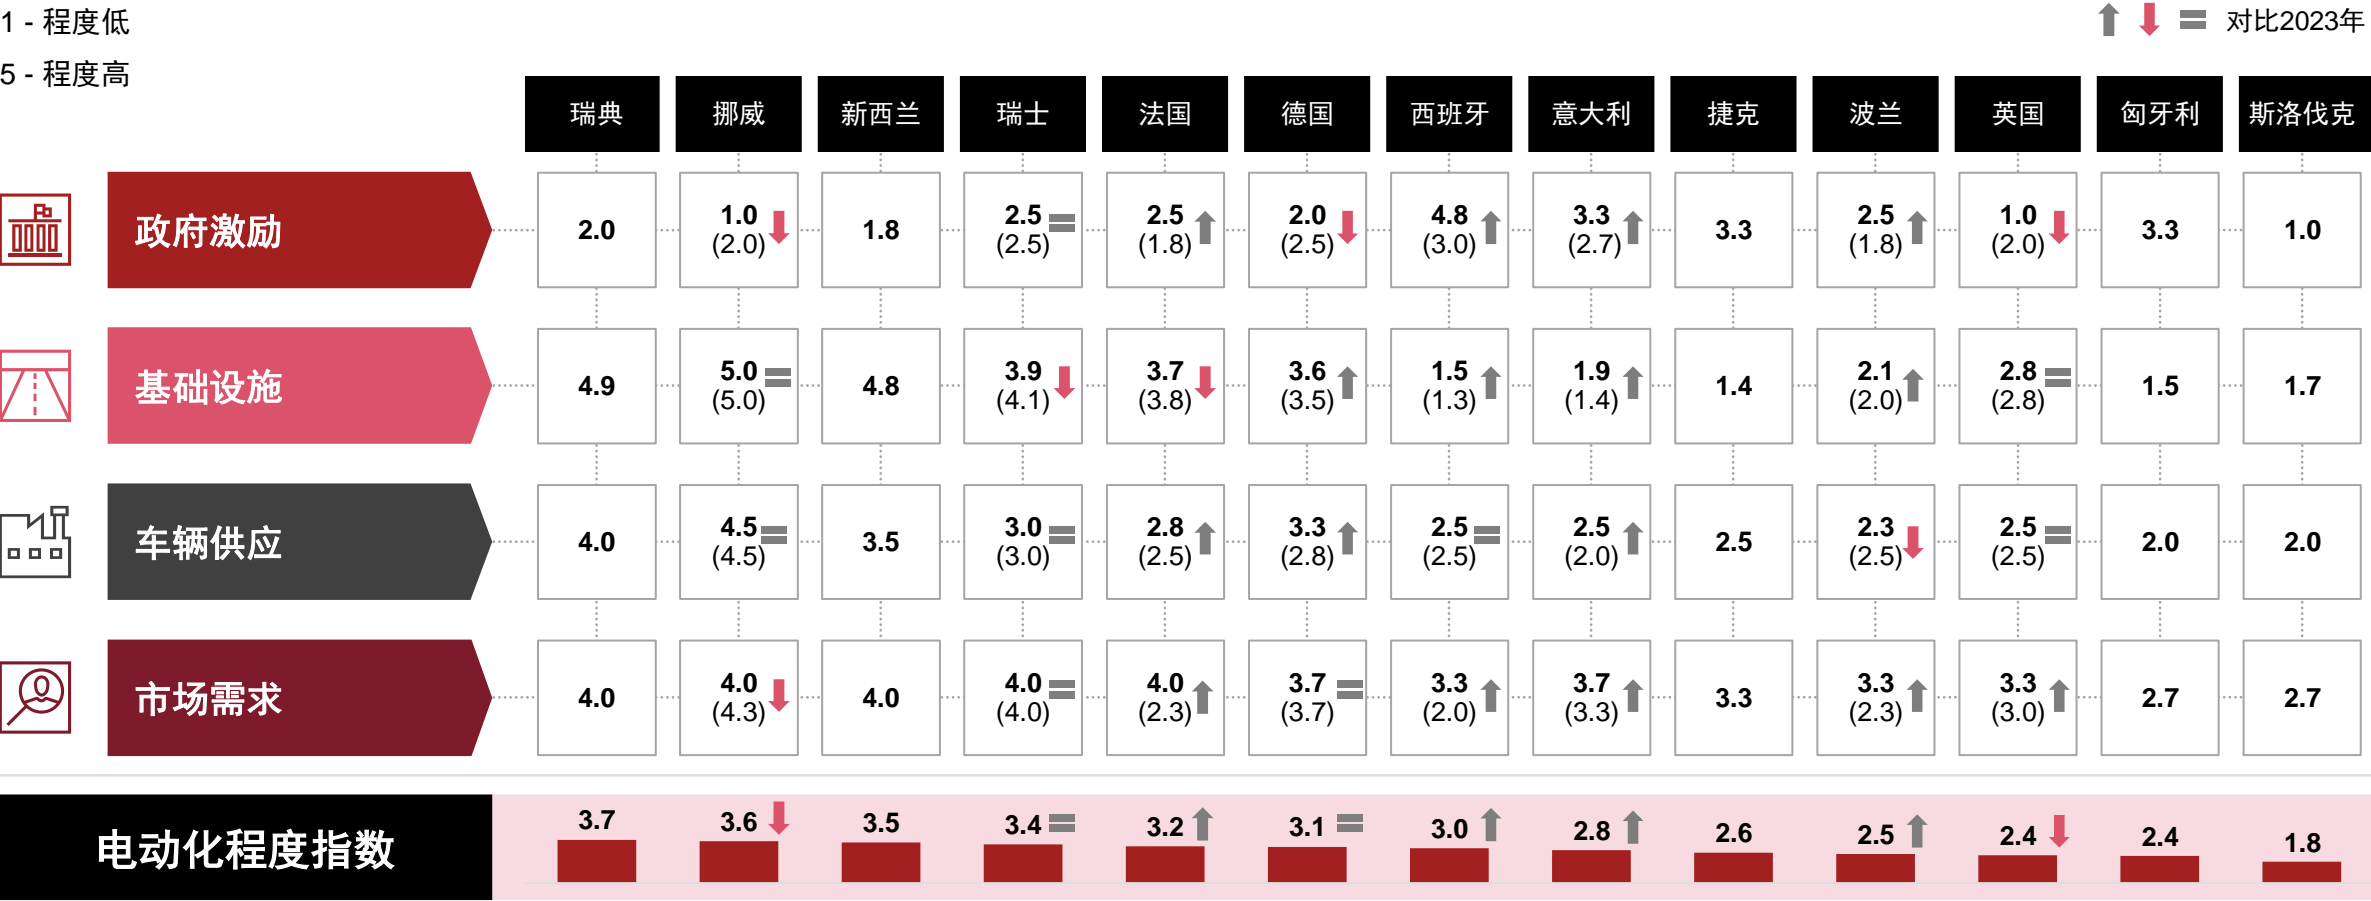 1 - 程度低
对比2023年
5 - 程度高
瑞典 挪威 新西兰 瑞士 法国 德国 西班牙 意大利 捷克 波兰 英国 匈牙利 斯洛伐克
政府激励
2.0 1.0 (2.0) 1.8 2.5 (2.5) 2.5 (1.8) 2.0 (2.5) 4.8 (3.0) 3.3 (2.7) 3.3 2.5 (1.8) 1.0 (2.0) 3.3 1.0
基础设施
4.9 5.0 (5.0) 4.8 3.9 (4.1) 3.7 (3.8) 3.6 (3.5) 1.5 (1.3) 1.9 (1.4) 1.4 2.1 (2.0) 2.8 (2.8) 1.5 1.7
车辆供应
4.0 4.5 (4.5) 3.5 3.0 (3.0) 2.8 (2.5) 3.3 (2.8) 2.5 (2.5) 2.5 (2.0) 2.5 2.3 (2.5) 2.5 (2.5) 2.0 2.0
市场需求
4.0 4.0 (4.3) 4.0 4.0 (4.0) 4.0 (2.3) 3.7 (3.7) 3.3 (2.0) 3.7 (3.3) 3.3 3.3 (2.3) 3.3 (3.0) 2.7 2.7
电动化程度指数
3.7 3.6 3.5 3.4 3.2 3.1 3.0 2.8 2.6 2.5 2.4 2.4 1.8